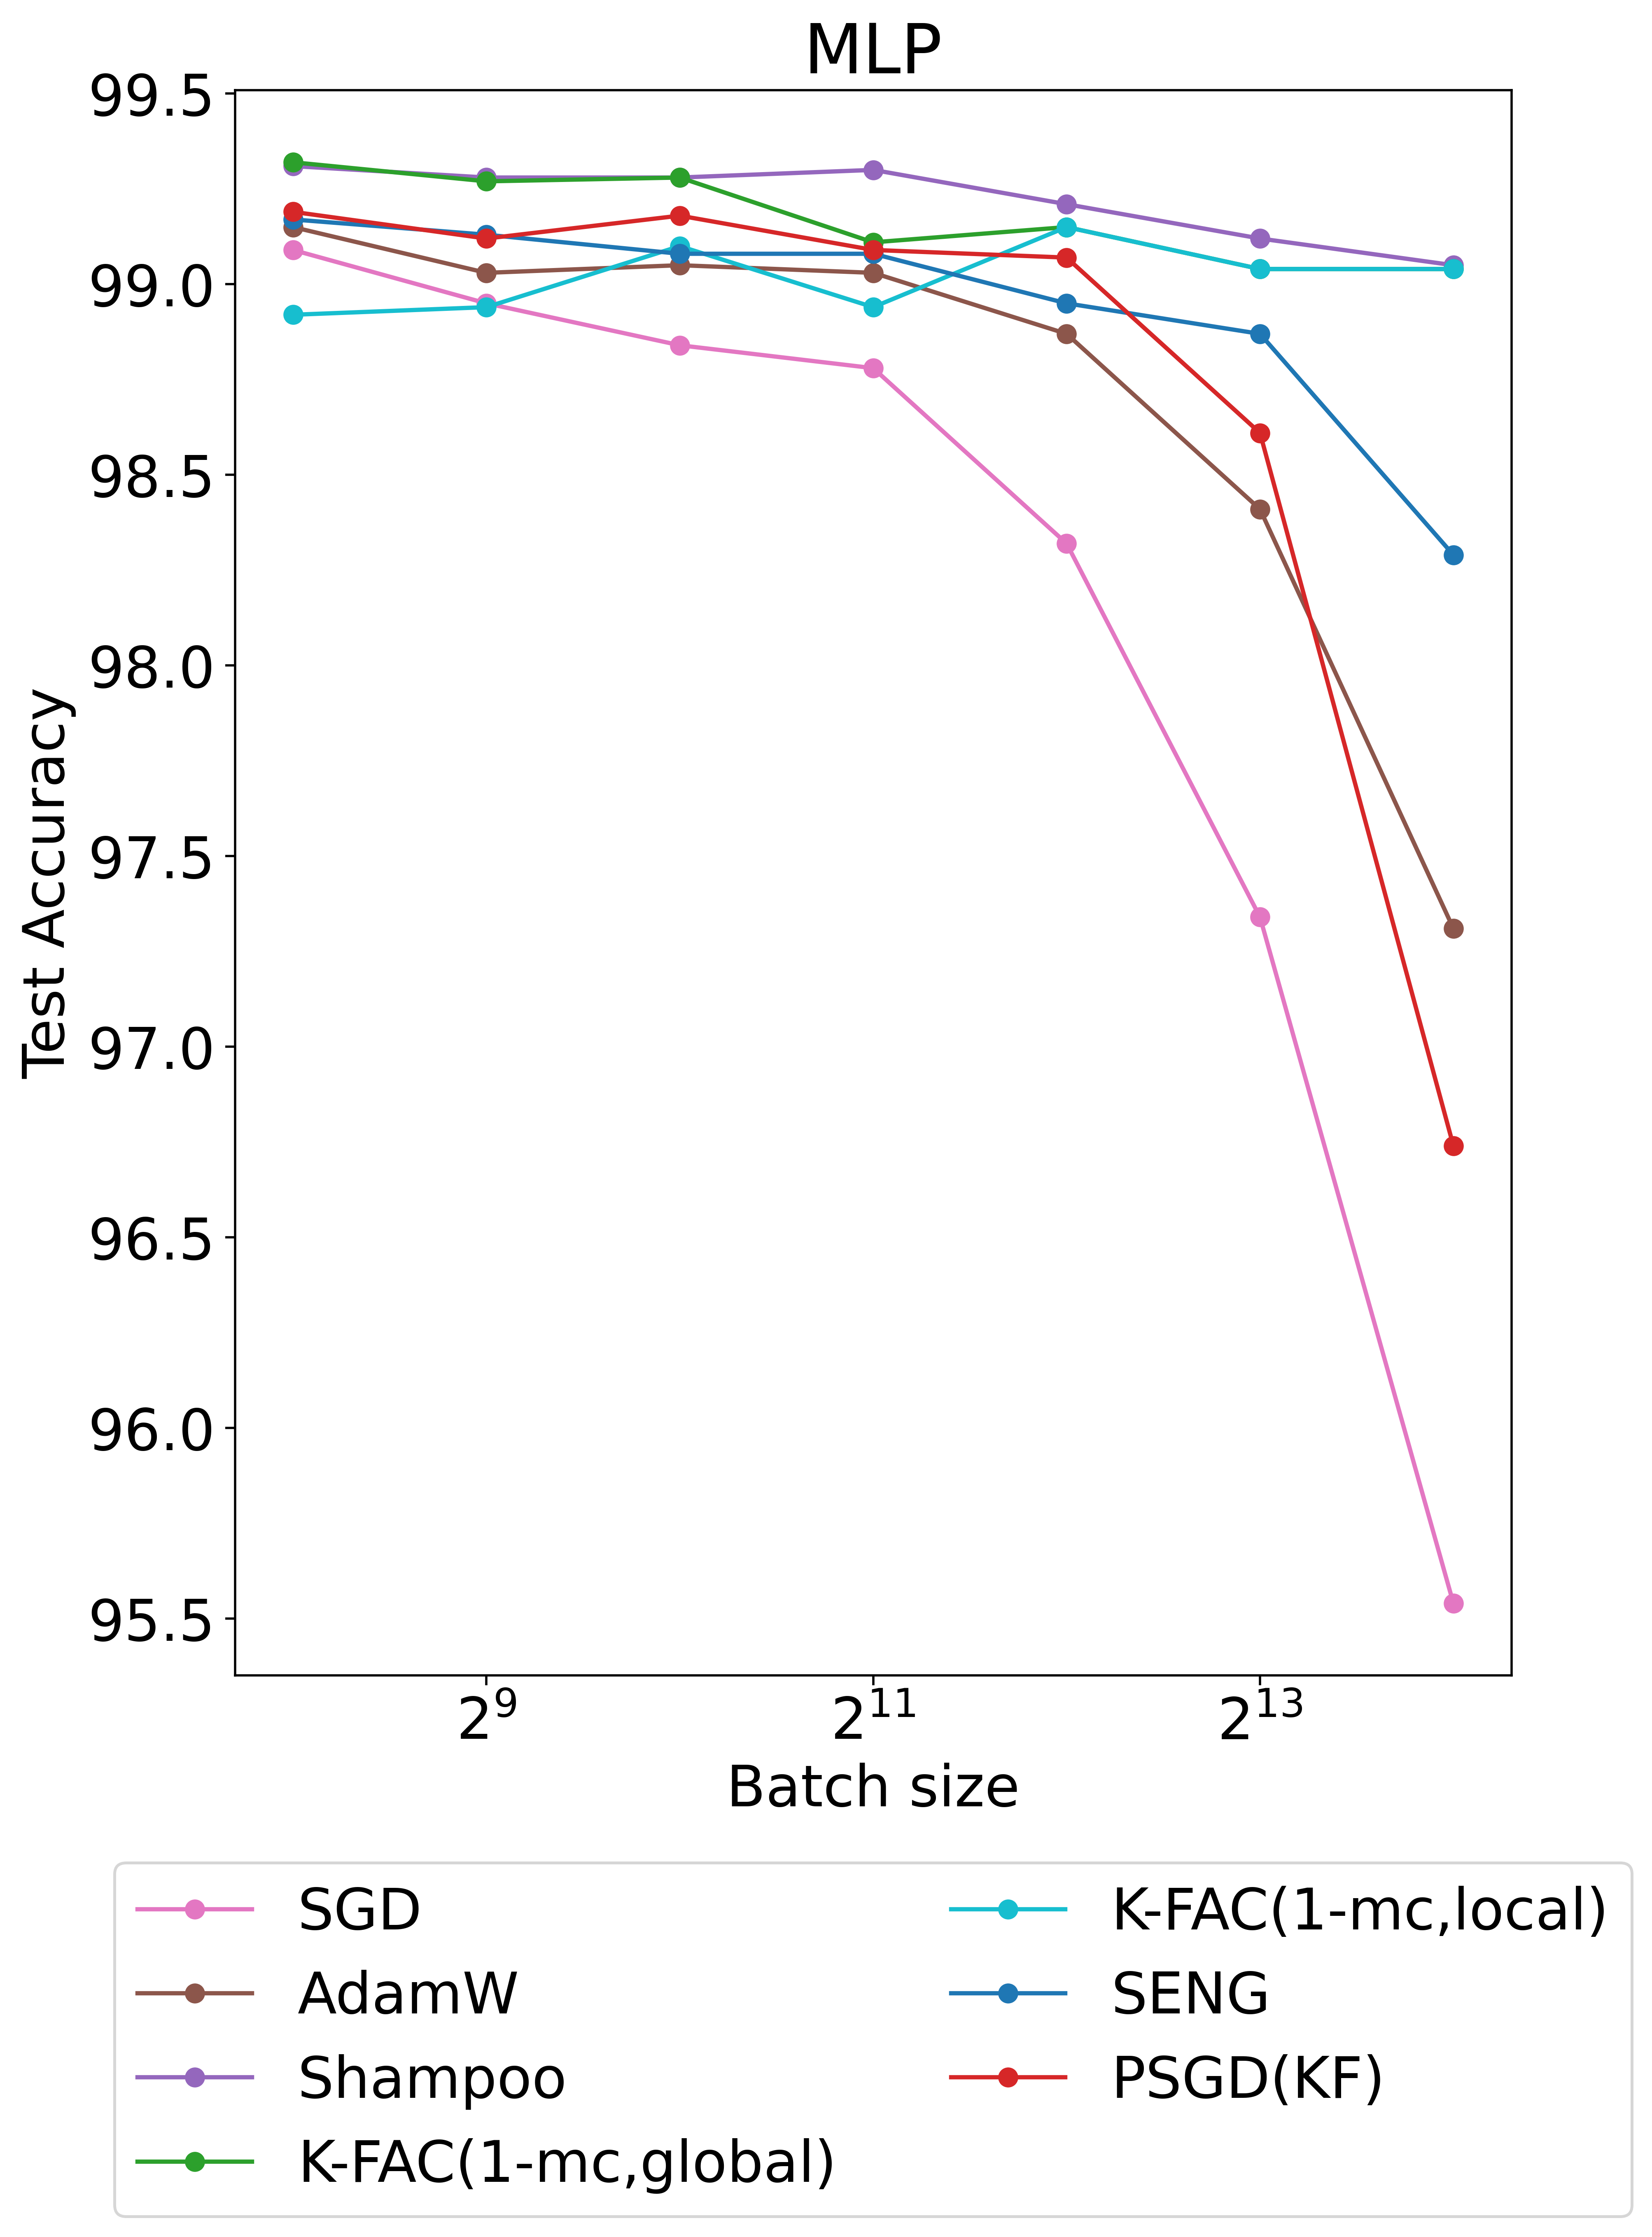 MLP
99.5
99.0
98.5
98.0
97.5
97.0
96.5
96.0
95.5
Test Accuracy
2⁹
2¹¹
2¹³
Batch size
SGD
AdamW
Shampoo
K-FAC(1-mc,global)
K-FAC(1-mc,local)
SENG
PSGD(KF)